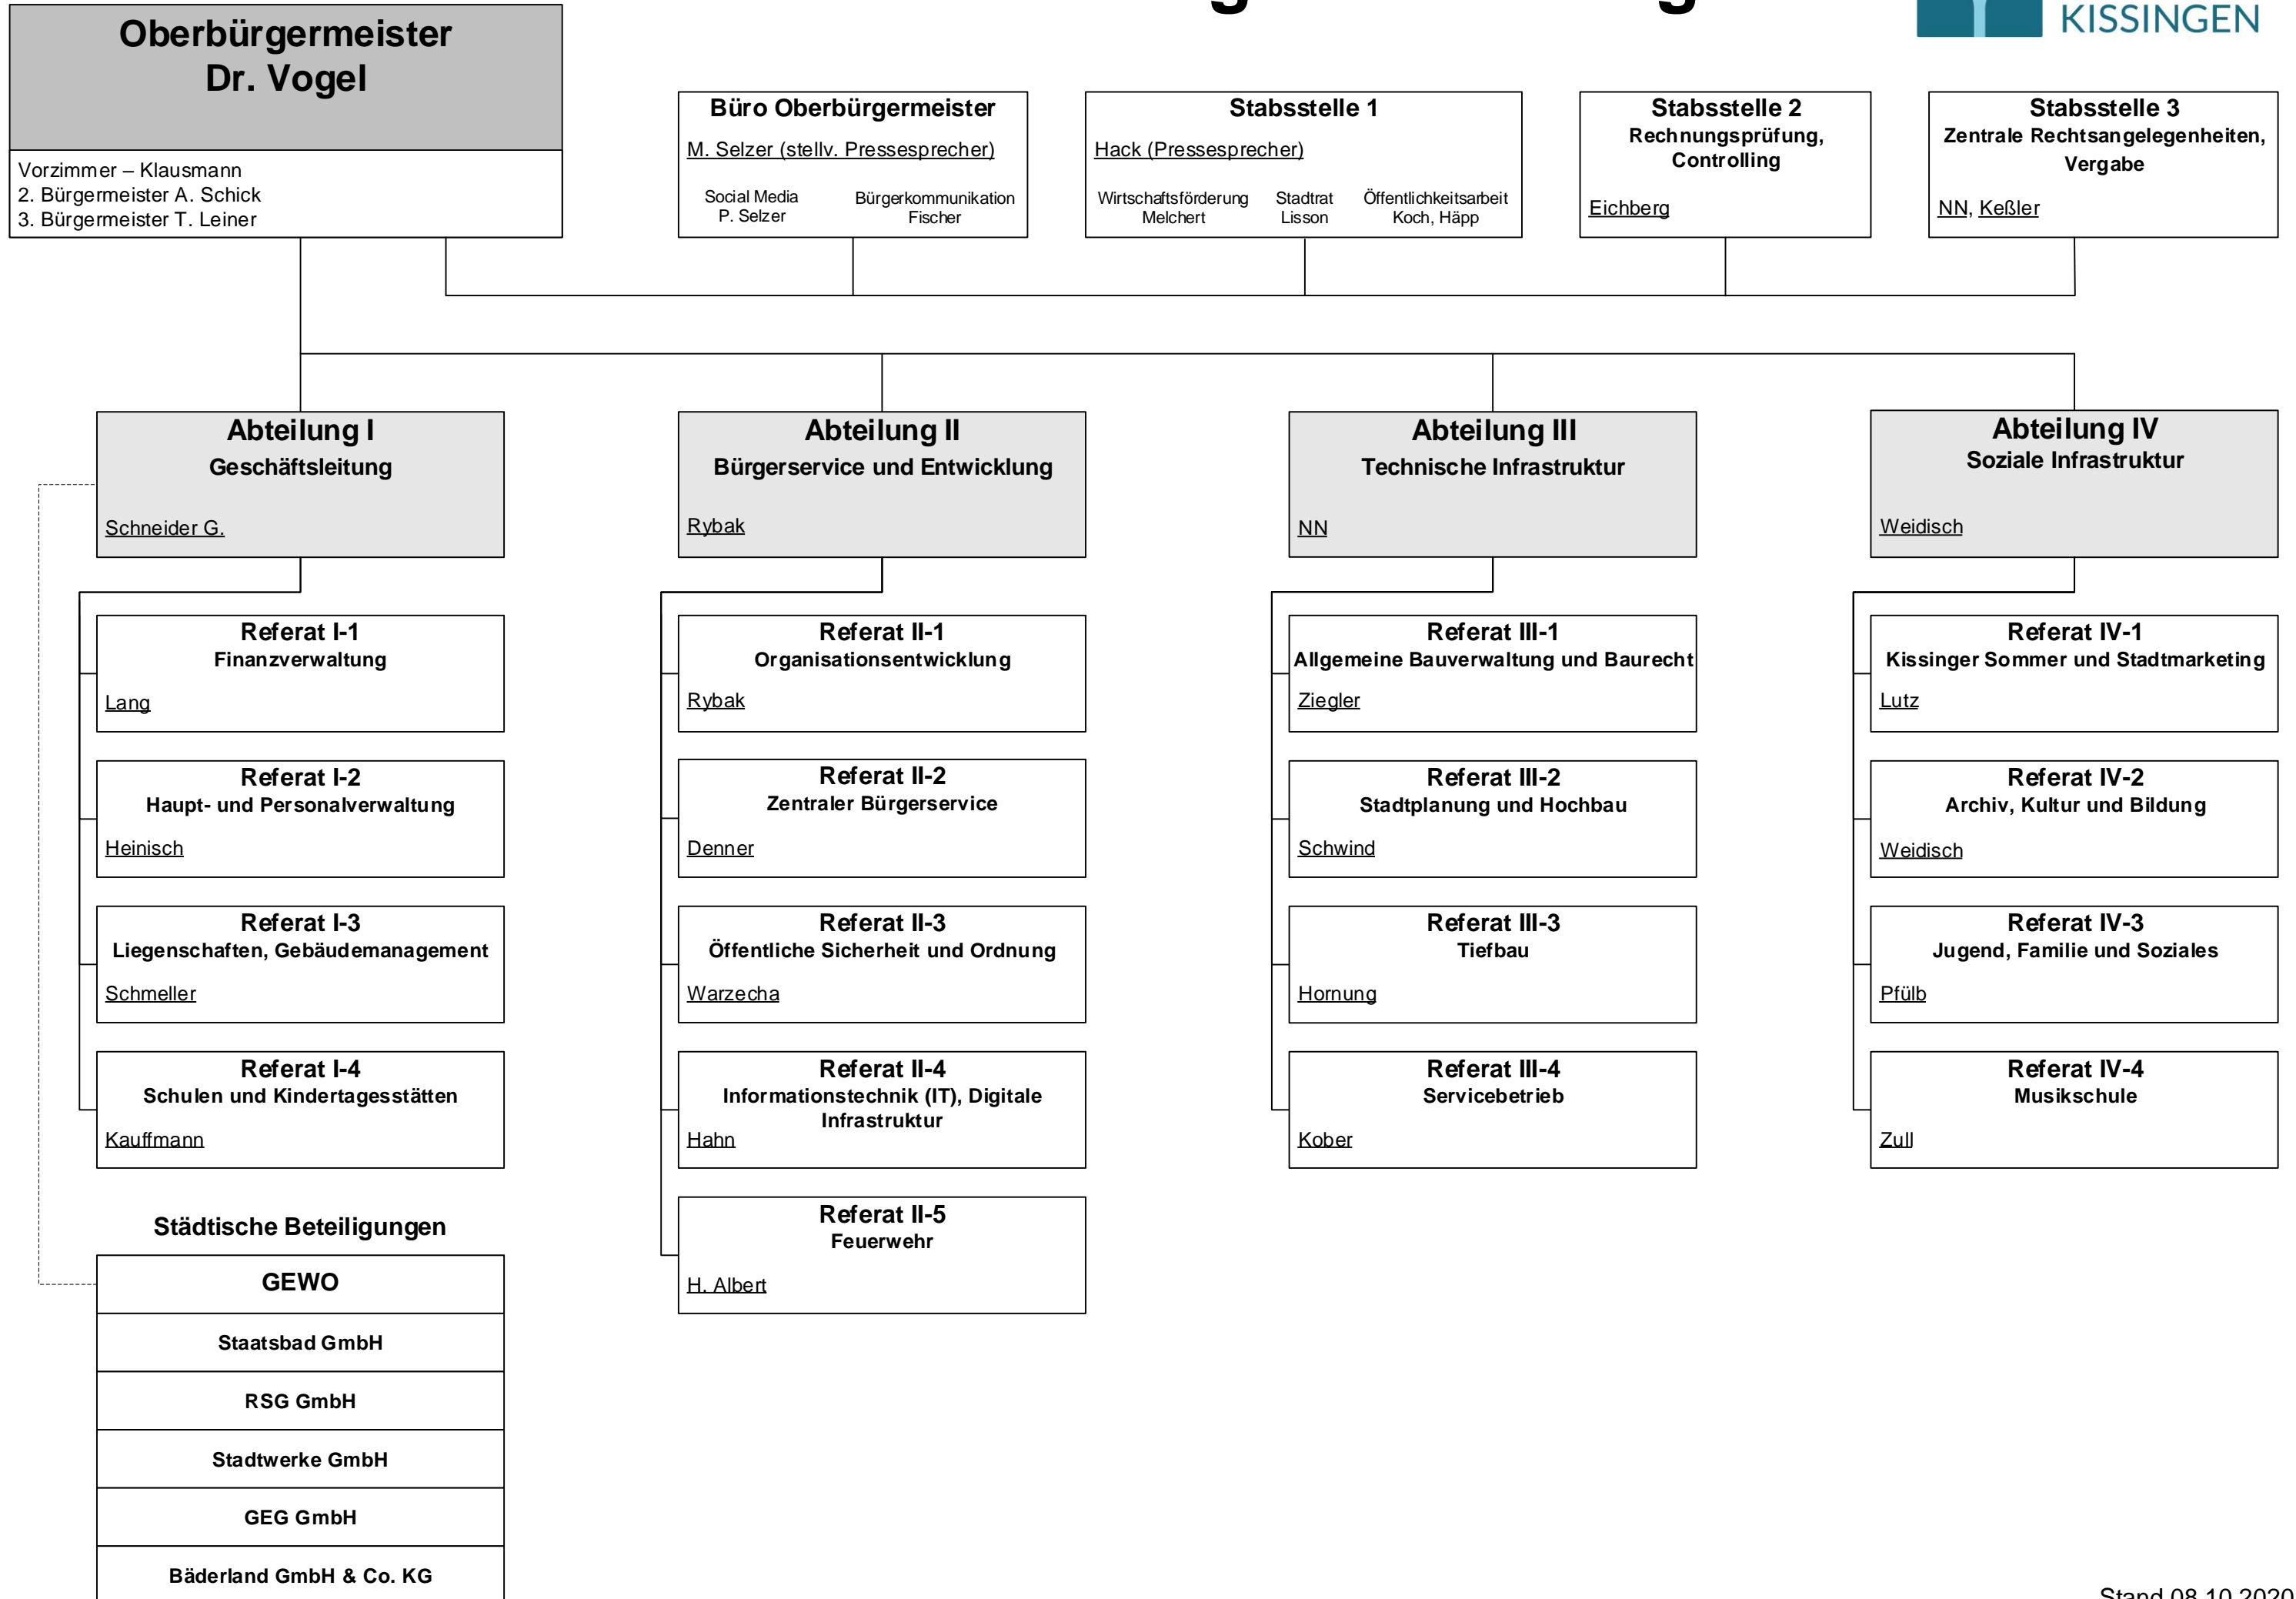 KISSINGEN
Oberbürgermeister
Dr. Vogel
Vorzimmer – Klausmann
2. Bürgermeister A. Schick
3. Bürgermeister T. Leiner
Büro Oberbürgermeister
M. Selzer (stellv. Pressesprecher)
Social Media
P. Selzer
Bürgerkommunikation
Fischer
Stabsstelle 1
Hack (Pressesprecher)
Wirtschaftsförderung
Melchert
Stadtrat
Lisson
Öffentlichkeitsarbeit
Koch, Häpp
Stabsstelle 2
Rechnungsprüfung,
Controlling
Eichberg
Stabsstelle 3
Zentrale Rechtsangelegenheiten,
Vergabe
NN, Keßler
Abteilung I
Geschäftsleitung
Schneider G.
Abteilung II
Bürgerservice und Entwicklung
Rybak
Abteilung III
Technische Infrastruktur
NN
Abteilung IV
Soziale Infrastruktur
Weidisch
Referat I-1
Finanzverwaltung
Lang
Referat I-2
Haupt- und Personalverwaltung
Heinisch
Referat I-3
Liegenschaften, Gebäudemanagement
Schmeller
Referat I-4
Schulen und Kindertagesstätten
Kauffmann
Städtische Beteiligungen
GEWO
Staatsbad GmbH
RSG GmbH
Stadtwerke GmbH
GEG GmbH
Bäderland GmbH & Co. KG
Referat II-1
Organisationsentwicklung
Rybak
Referat II-2
Zentraler Bürgerservice
Denner
Referat II-3
Öffentliche Sicherheit und Ordnung
Warzecha
Referat II-4
Informationstechnik (IT), Digitale
Infrastruktur
Hahn
Referat II-5
Feuerwehr
H. Albert
Referat III-1
Allgemeine Bauverwaltung und Baurecht
Ziegler
Referat III-2
Stadtplanung und Hochbau
Schwind
Referat III-3
Tiefbau
Hornung
Referat III-4
Servicebetrieb
Kober
Referat IV-1
Kissinger Sommer und Stadtmarketing
Lutz
Referat IV-2
Archiv, Kultur und Bildung
Weidisch
Referat IV-3
Jugend, Familie und Soziales
Pfülb
Referat IV-4
Musikschule
Zull
Stand 08.10.2020